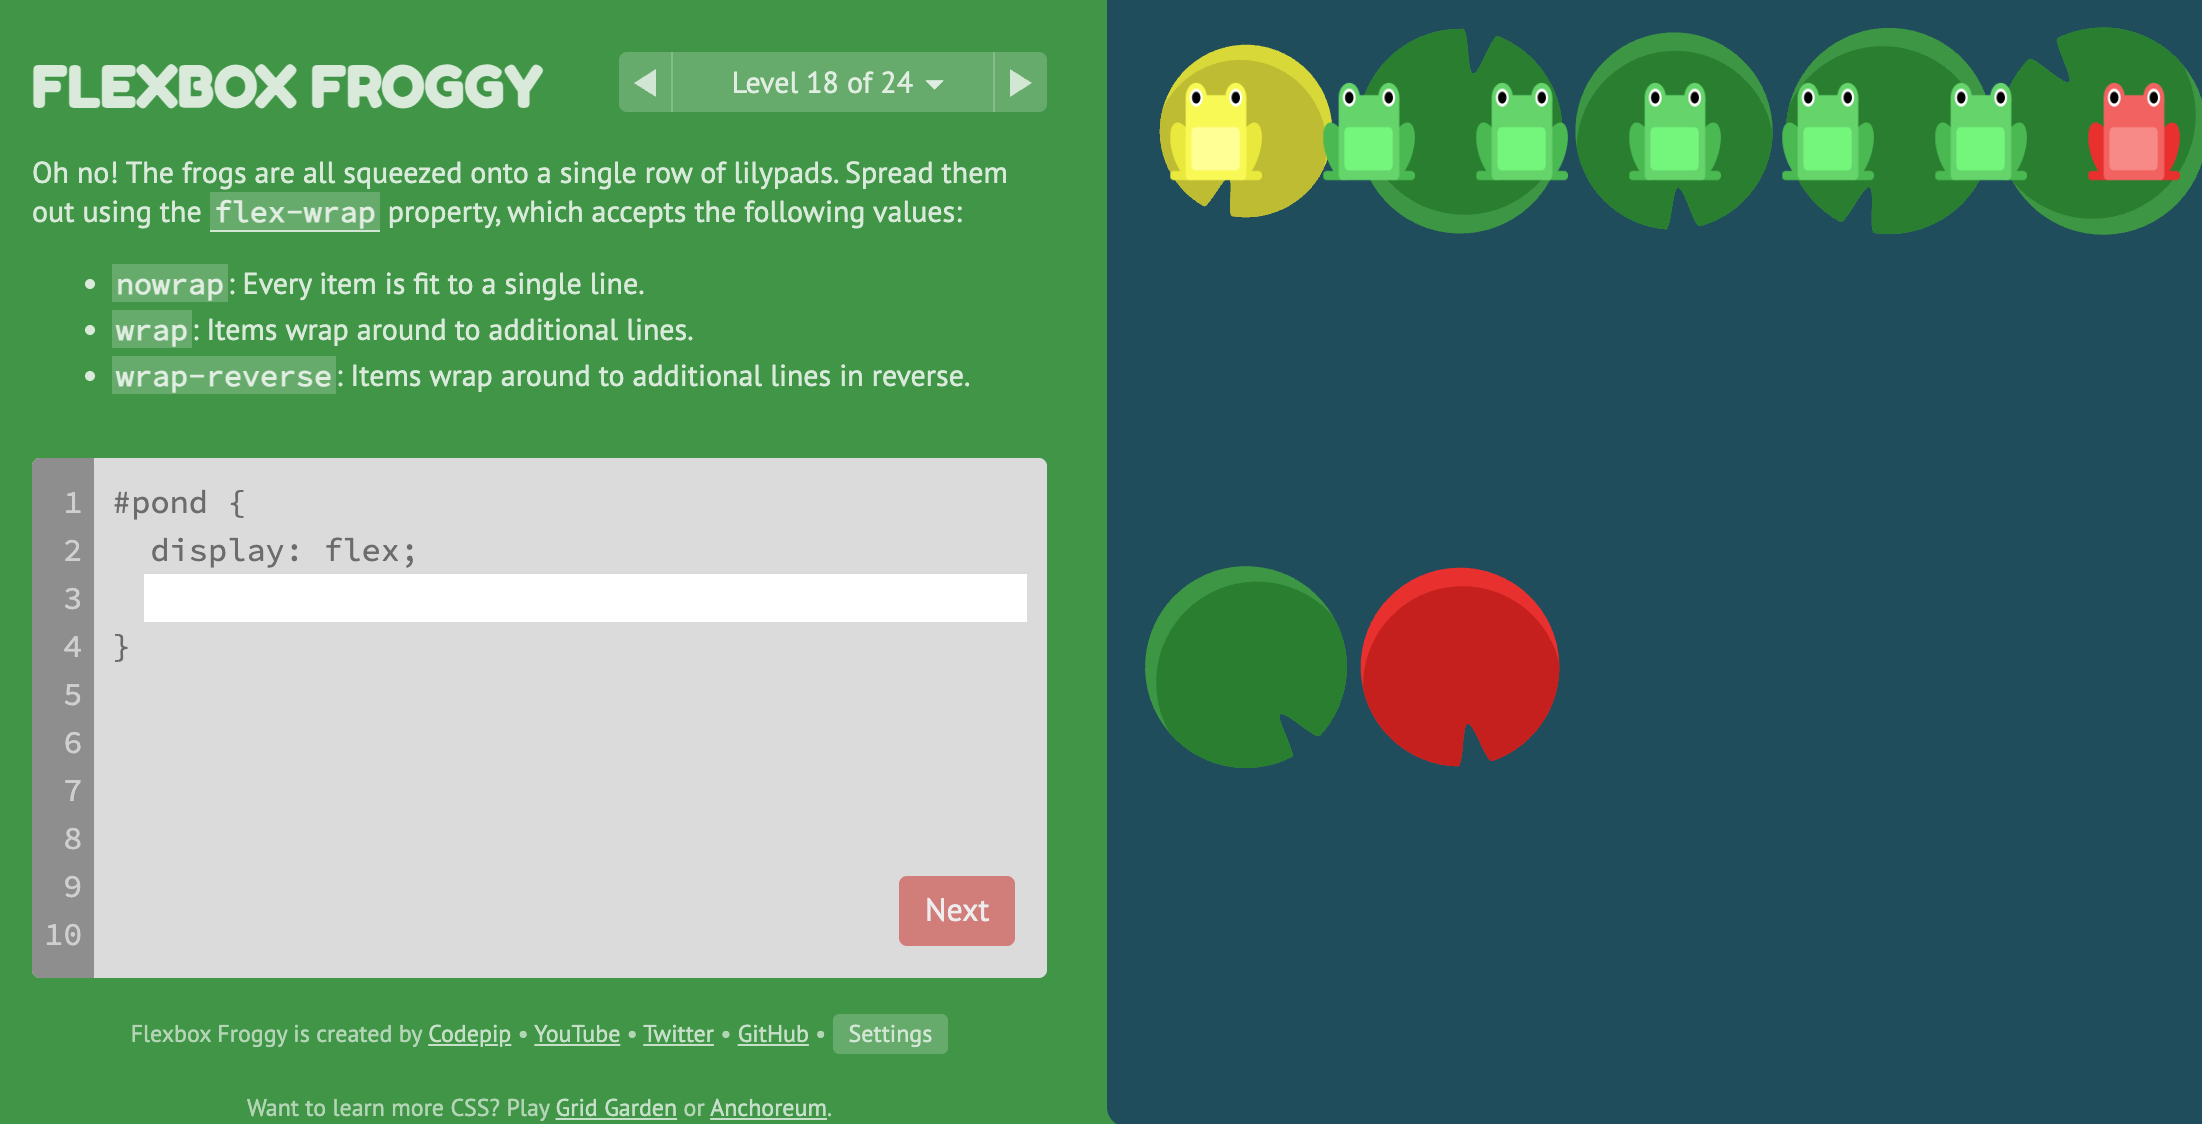 FLEXBOX FROGGY
Level 18 of 24
Oh no! The frogs are all squeezed onto a single row of lilypads. Spread them
out using the flex-wrap property, which accepts the following values:
• nowrap: Every item is fit to a single line.
• wrap: Items wrap around to additional lines.
• wrap-reverse: Items wrap around to additional lines in reverse.
1 #pond {
2 display: flex;
3
4 }
5
6
7
8
9
10
Next
Flexbox Froggy is created by Codepip • YouTube • Twitter • GitHub • Settings
Want to learn more CSS? Play Grid Garden or Anchoreum.